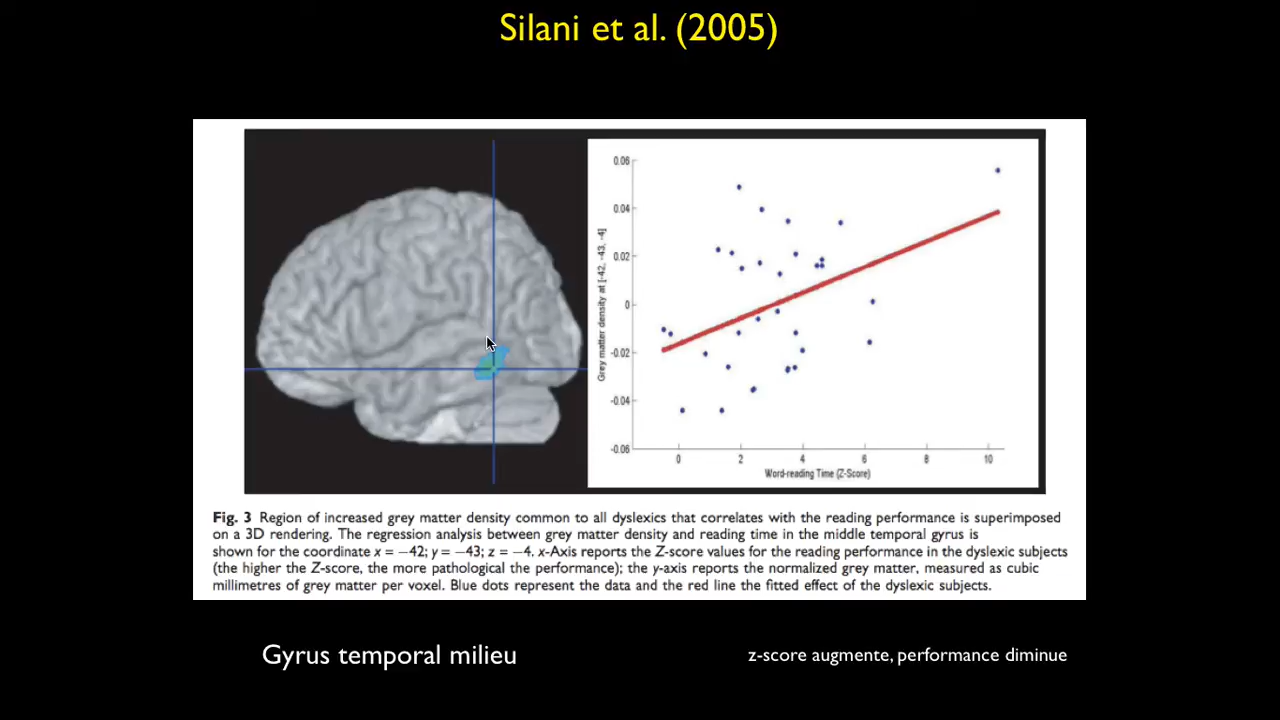 Silani et al. (2005)
Grey matter density at [-42, -43, -4]
0.06
0.04
0.02
0
-0.02
-0.04
-0.06
0 2 4 6 8 10
Word-reading Time (Z-Score)
Fig. 3 Region of increased grey matter density common to all dyslexics that correlates with the reading performance is superimposed
on a 3D rendering. The regression analysis between grey matter density and reading time in the middle temporal gyrus is
shown for the coordinate x = −42; y = −43; z = −4. x-Axis reports the Z-score values for the reading performance in the dyslexic subjects
(the higher the Z-score, the more pathological the performance); the y-axis reports the normalized grey matter, measured as cubic
millimetres of grey matter per voxel. Blue dots represent the data and the red line the fitted effect of the dyslexic subjects.
Gyrus temporal milieu
z-score augmente, performance diminue